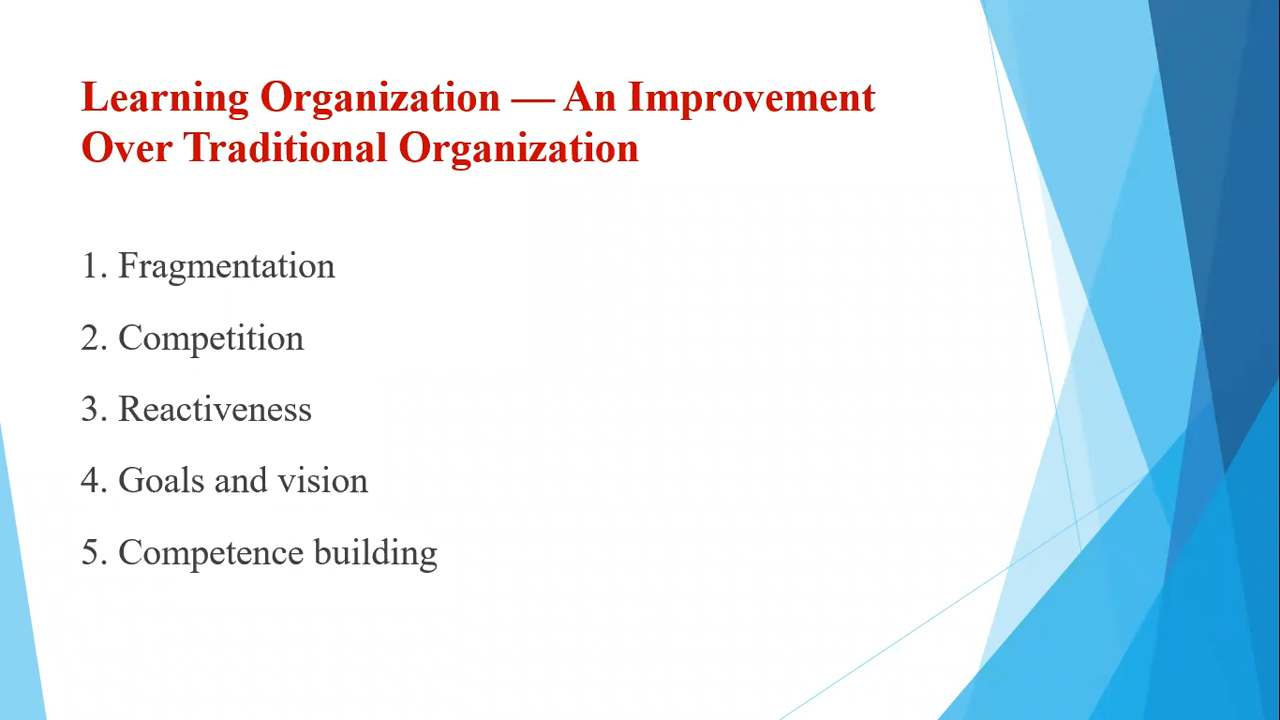 Learning Organization — An Improvement
Over Traditional Organization
1. Fragmentation
2. Competition
3. Reactiveness
4. Goals and vision
5. Competence building